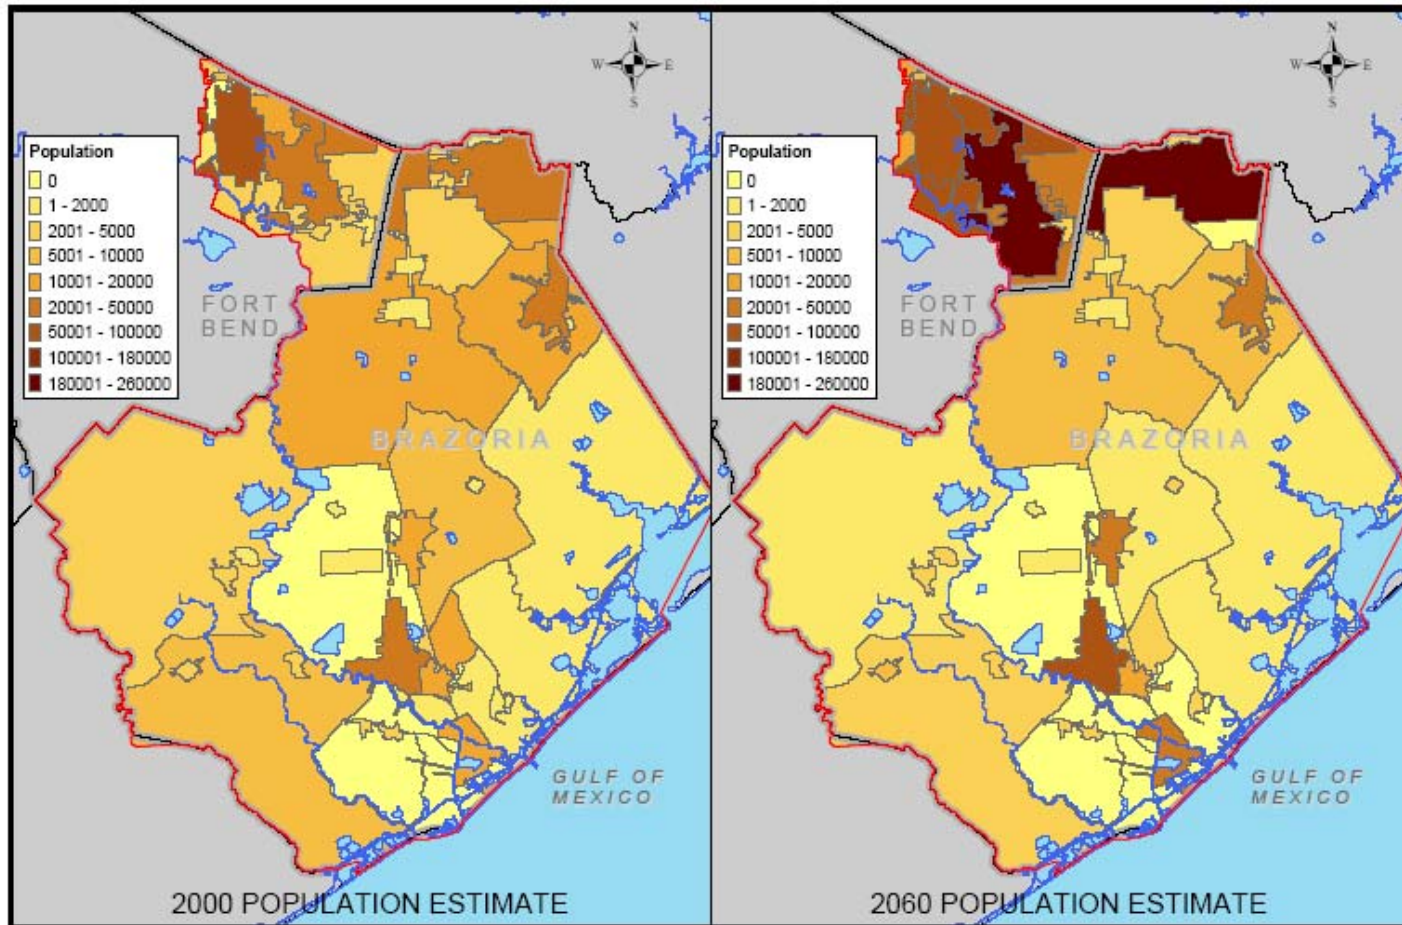 N
W E
S
Population
0
1 - 2000
2001 - 5000
5001 - 10000
10001 - 20000
20001 - 50000
50001 - 100000
100001 - 180000
180001 - 260000
FORT
BEND
BRAZORIA
GULF OF
MEXICO
2000 POPULATION ESTIMATE
N
W E
S
Population
0
1 - 2000
2001 - 5000
5001 - 10000
10001 - 20000
20001 - 50000
50001 - 100000
100001 - 180000
180001 - 260000
FORT
BEND
BRAZORIA
GULF OF
MEXICO
2060 POPULATION ESTIMATE